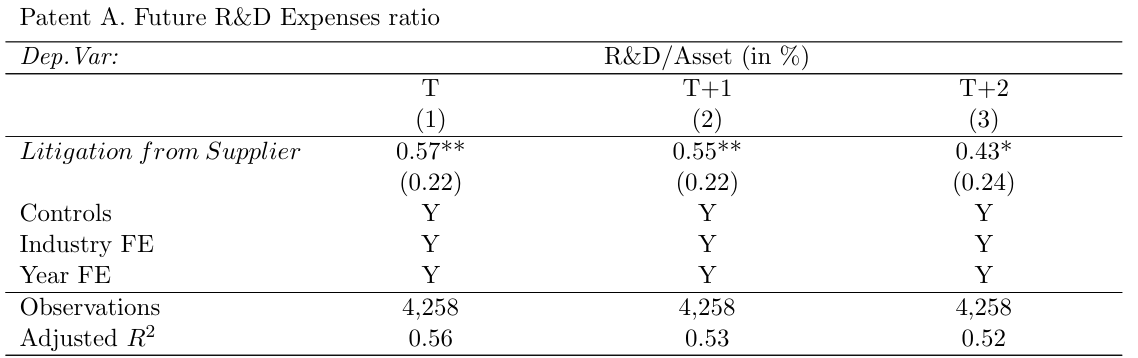 Patent A. Future R&D Expenses ratio
Dep.Var: R&D/Asset (in %)
T T+1 T+2
(1) (2) (3)
Litigation from Supplier 0.57** 0.55** 0.43*
(0.22) (0.22) (0.24)
Controls Y Y Y
Industry FE Y Y Y
Year FE Y Y Y
Observations 4,258 4,258 4,258
Adjusted R² 0.56 0.53 0.52